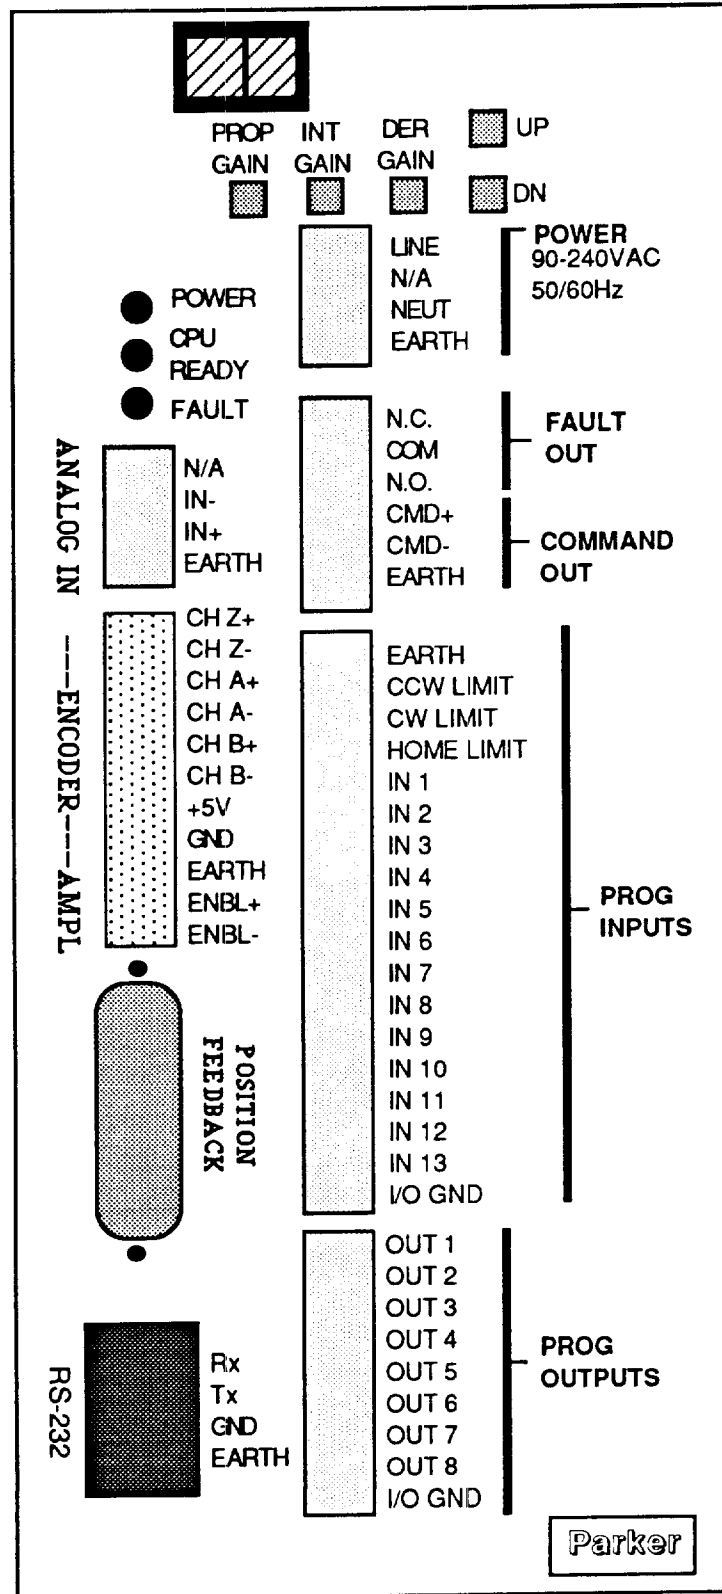 PROP GAIN
INT GAIN
DER GAIN
UP
DN
POWER
CPU READY
FAULT
LINE
N/A
NEUT
EARTH
POWER
90-240VAC
50/60Hz
N.C.
COM
N.O.
CMD+
CMD-
EARTH
FAULT OUT
COMMAND OUT
ANALOG IN ---ENCODER---AMPL
N/A
IN-
IN+
EARTH
CH Z+
CH Z-
CH A+
CH A-
CH B+
CH B-
+5V
GND
EARTH
ENBL+
ENBL-
EARTH
CCW LIMIT
CW LIMIT
HOME LIMIT
IN 1
IN 2
IN 3
IN 4
IN 5
IN 6
IN 7
IN 8
IN 9
IN 10
IN 11
IN 12
IN 13
I/O GND
PROG INPUTS
POSITION FEEDBACK
OUT 1
OUT 2
OUT 3
OUT 4
OUT 5
OUT 6
OUT 7
OUT 8
I/O GND
PROG OUTPUTS
RS-232
Rx
Tx
GND
EARTH
Parker